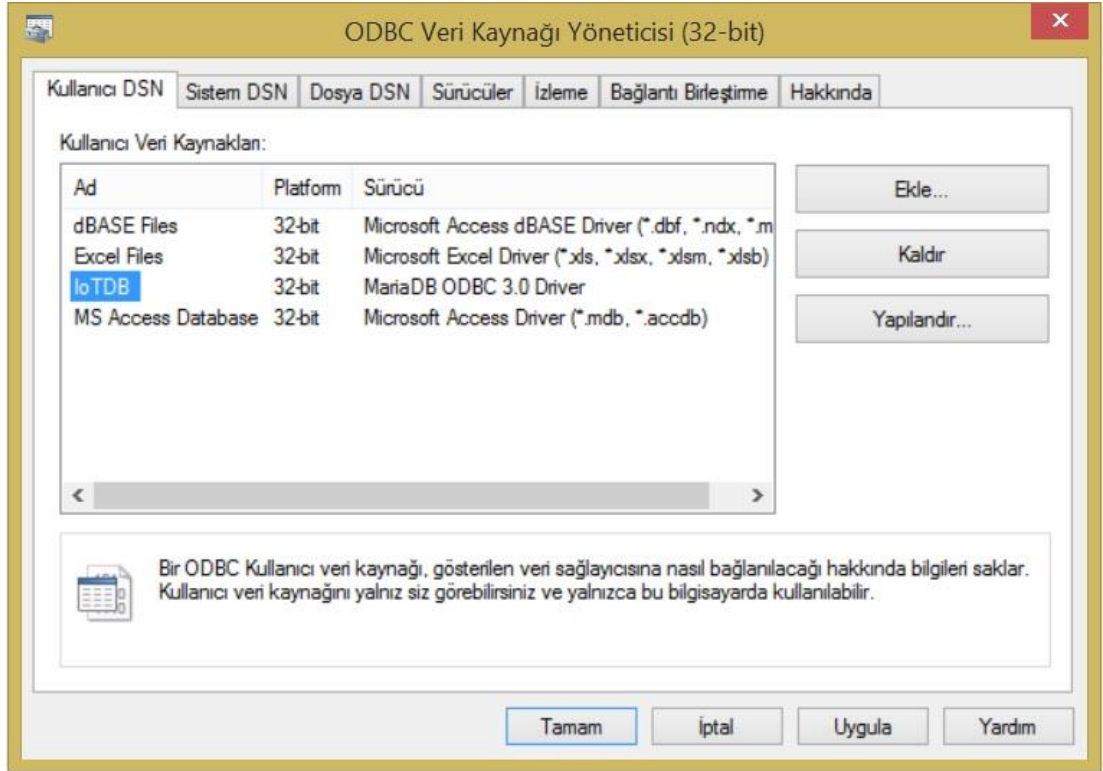 ODBC Veri Kaynağı Yöneticisi (32-bit)
Kullanıcı DSN Sistem DSN Dosya DSN Sürücüler İzleme Bağlantı Birleştirme Hakkında
Kullanıcı Veri Kaynakları:
Ad Platform Sürücü
dBASE Files 32-bit Microsoft Access dBASE Driver (*.dbf, *.ndx, *.m
Excel Files 32-bit Microsoft Excel Driver (*.xls, *.xlsx, *.xlsm, *.xlsb)
IoTDB 32-bit MariaDB ODBC 3.0 Driver
MS Access Database 32-bit Microsoft Access Driver (*.mdb, *.accdb)
Ekle...
Kaldır
Yapılandır...
Bir ODBC Kullanıcı veri kaynağı, gösterilen veri sağlayıcısına nasıl bağlanılacağı hakkında bilgileri saklar.
Kullanıcı veri kaynağını yalnız siz görebilirsiniz ve yalnızca bu bilgisayarda kullanılabilir.
Tamam İptal Uygula Yardım